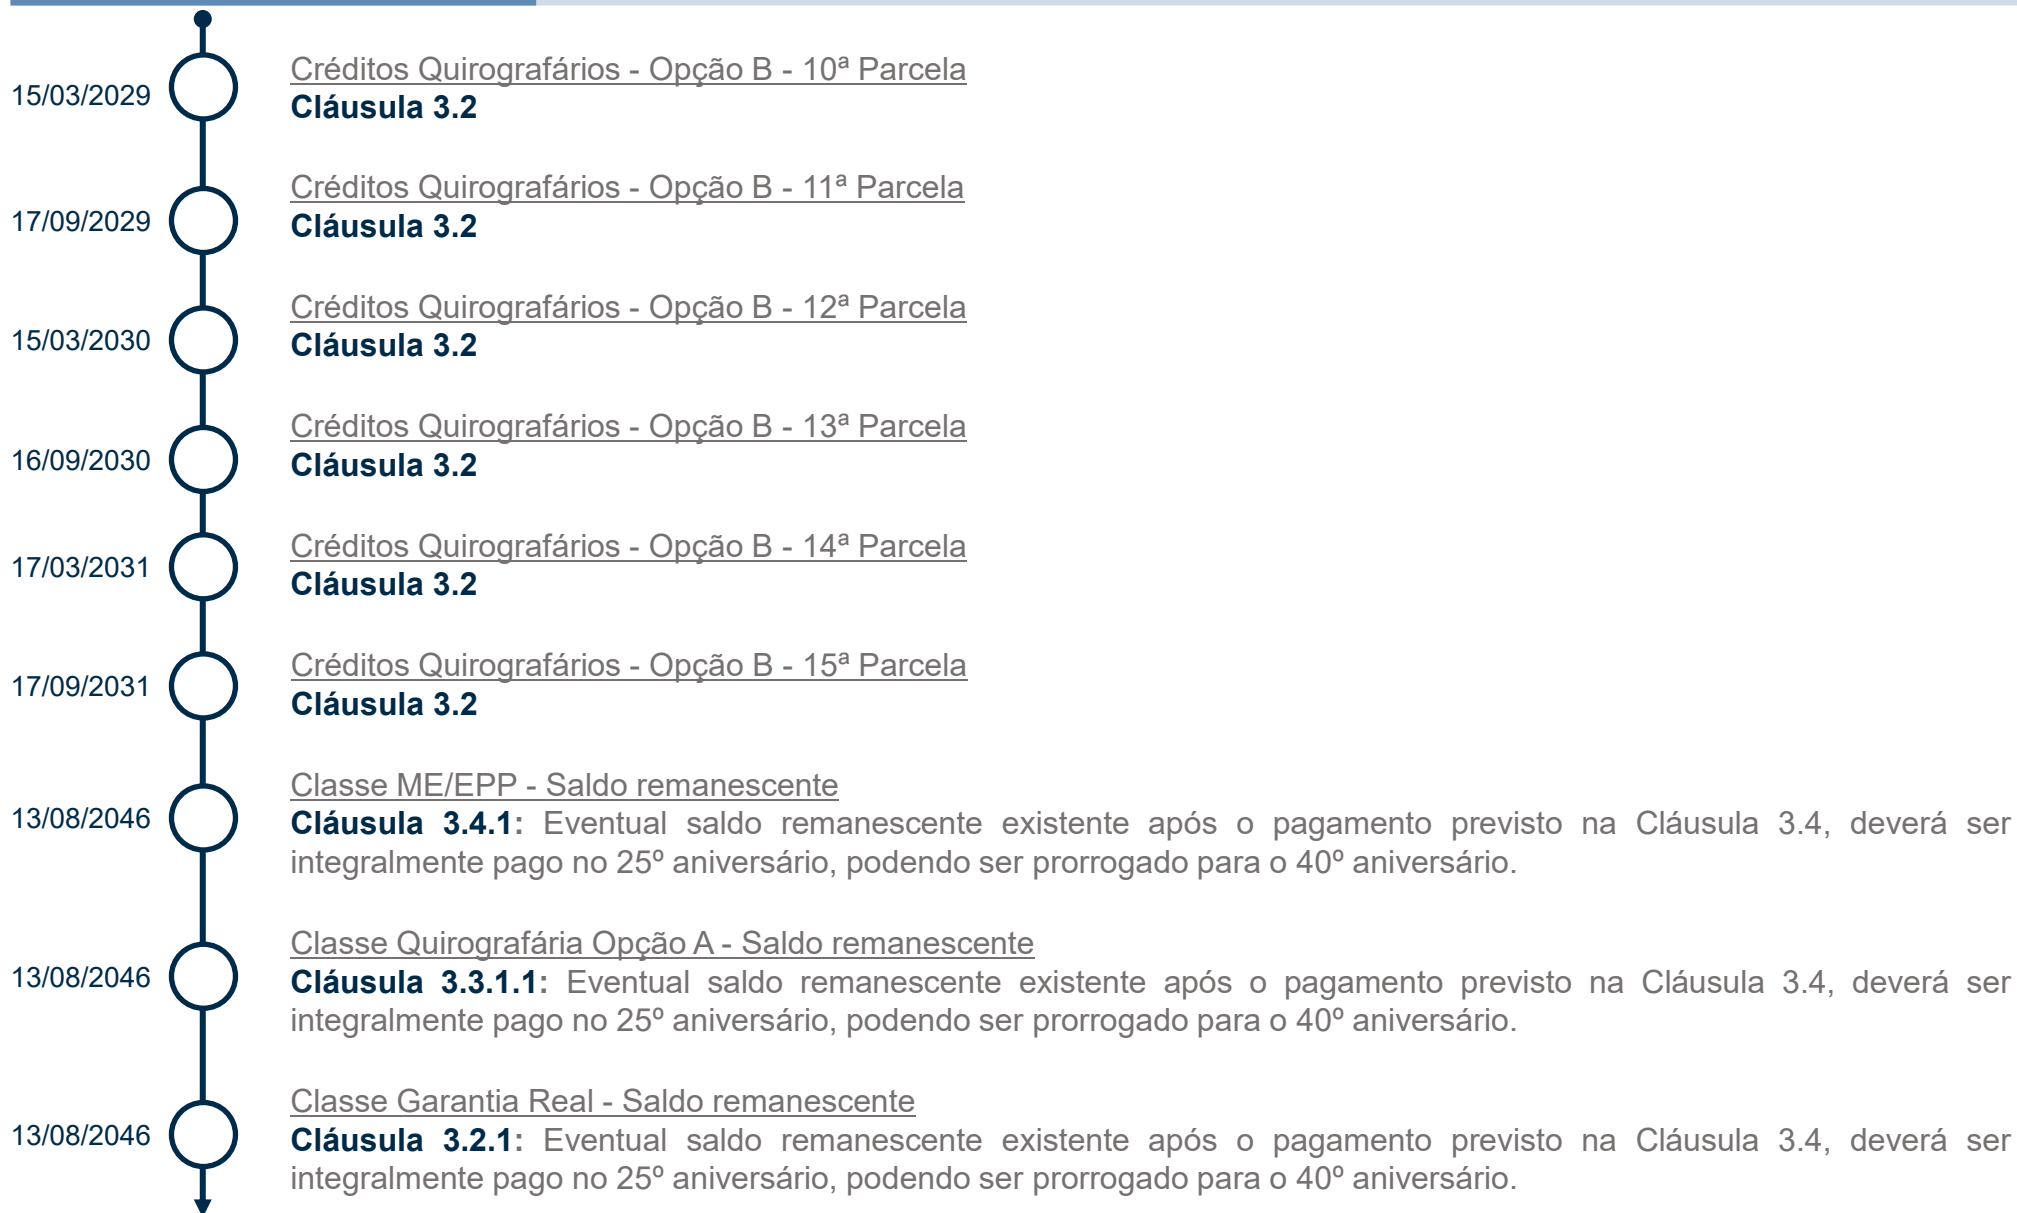 15/03/2029
Créditos Quirografários - Opção B - 10ª Parcela
Cláusula 3.2
17/09/2029
Créditos Quirografários - Opção B - 11ª Parcela
Cláusula 3.2
15/03/2030
Créditos Quirografários - Opção B - 12ª Parcela
Cláusula 3.2
16/09/2030
Créditos Quirografários - Opção B - 13ª Parcela
Cláusula 3.2
17/03/2031
Créditos Quirografários - Opção B - 14ª Parcela
Cláusula 3.2
17/09/2031
Créditos Quirografários - Opção B - 15ª Parcela
Cláusula 3.2
13/08/2046
Classe ME/EPP - Saldo remanescente
Cláusula 3.4.1: Eventual saldo remanescente existente após o pagamento previsto na Cláusula 3.4, deverá ser
integralmente pago no 25º aniversário, podendo ser prorrogado para o 40º aniversário.
13/08/2046
Classe Quirografária Opção A - Saldo remanescente
Cláusula 3.3.1.1: Eventual saldo remanescente existente após o pagamento previsto na Cláusula 3.4, deverá ser
integralmente pago no 25º aniversário, podendo ser prorrogado para o 40º aniversário.
13/08/2046
Classe Garantia Real - Saldo remanescente
Cláusula 3.2.1: Eventual saldo remanescente existente após o pagamento previsto na Cláusula 3.4, deverá ser
integralmente pago no 25º aniversário, podendo ser prorrogado para o 40º aniversário.